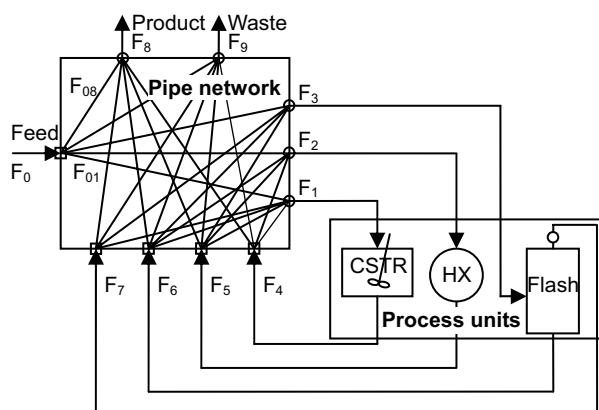 Product Waste
F8 F9
Pipe network
F08
F3
Feed
F2
F0 F01
F1
CSTR HX Flash
F7 F6 F5 F4
Process units